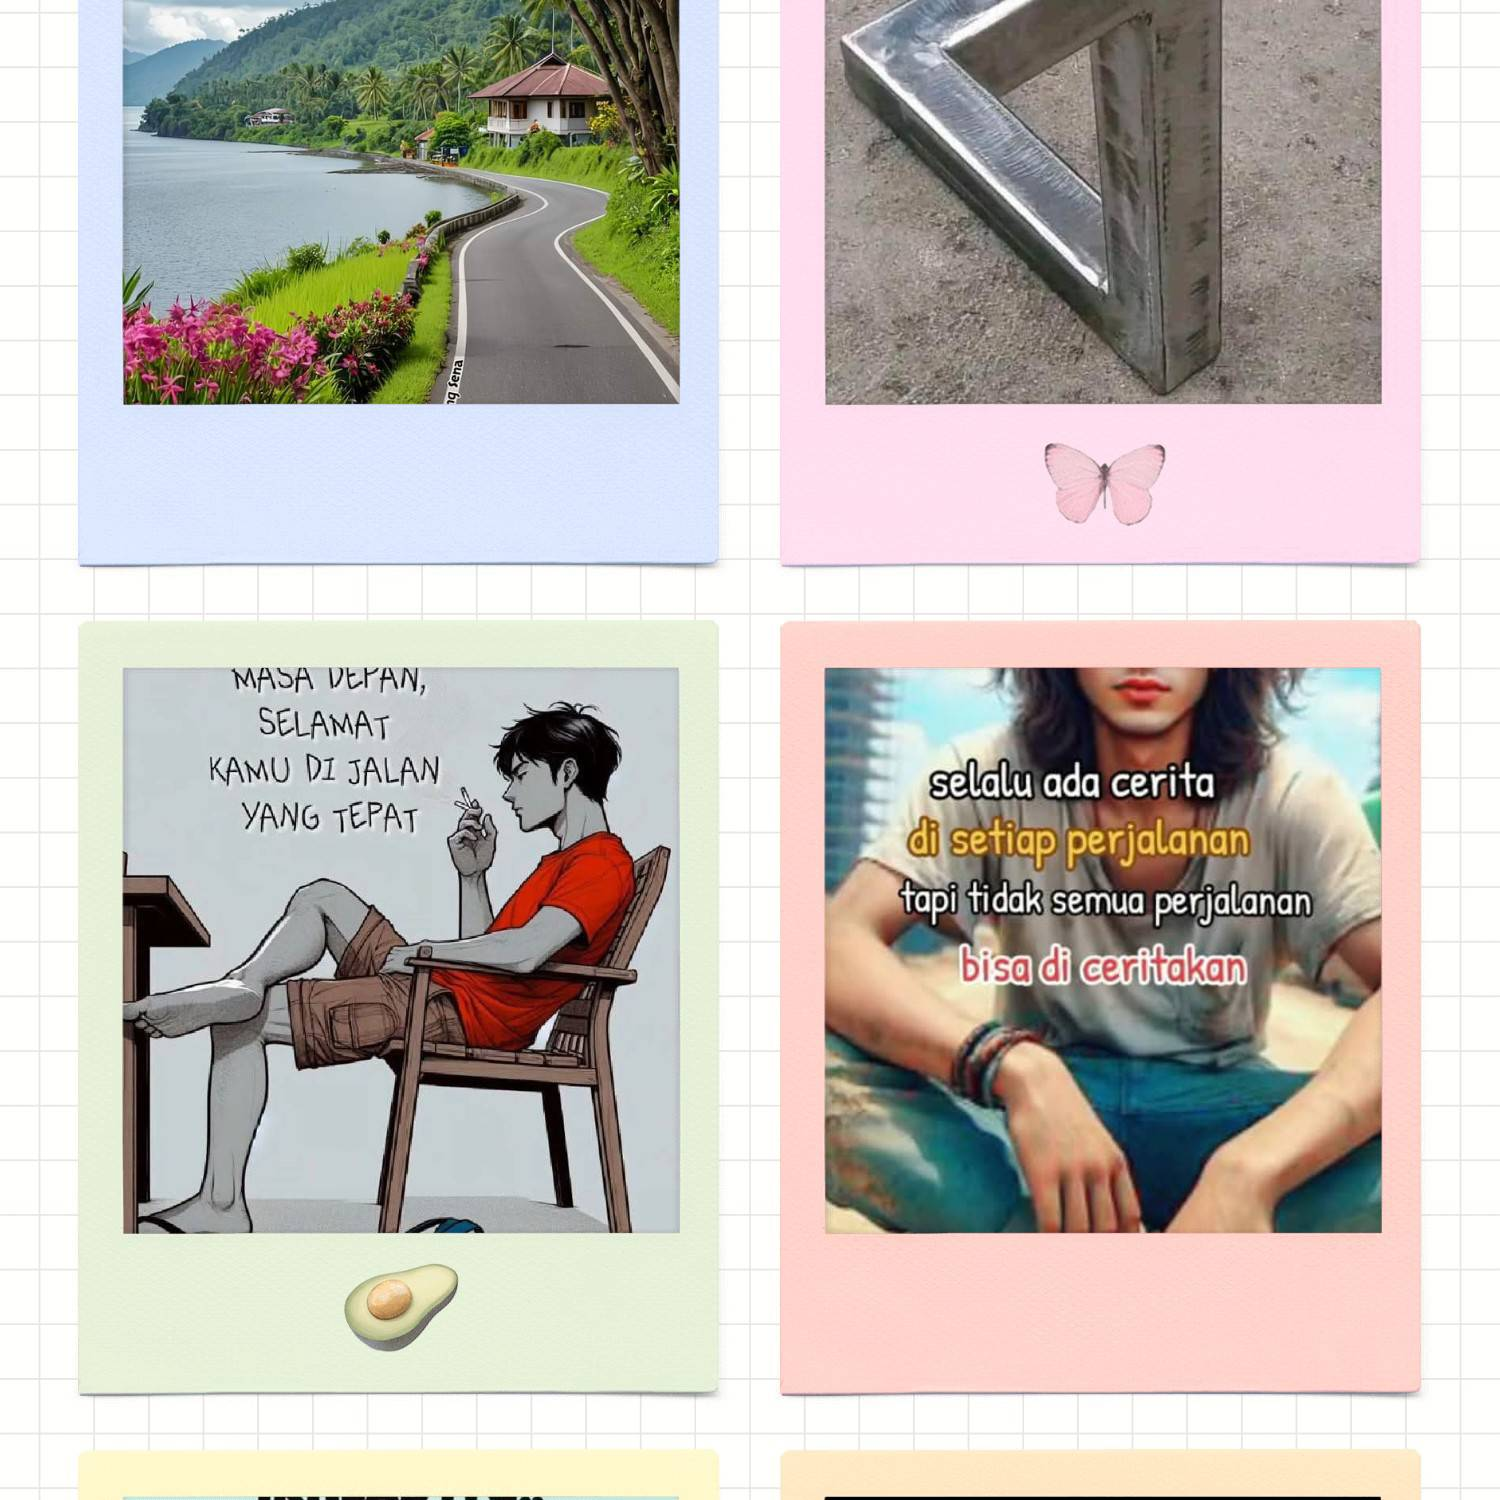 ng Sena
MASA DEPAN,
SELAMAT
KAMU DI JALAN
YANG TEPAT
selalu ada cerita
di setiap perjalanan
tapi tidak semua perjalanan
bisa di ceritakan